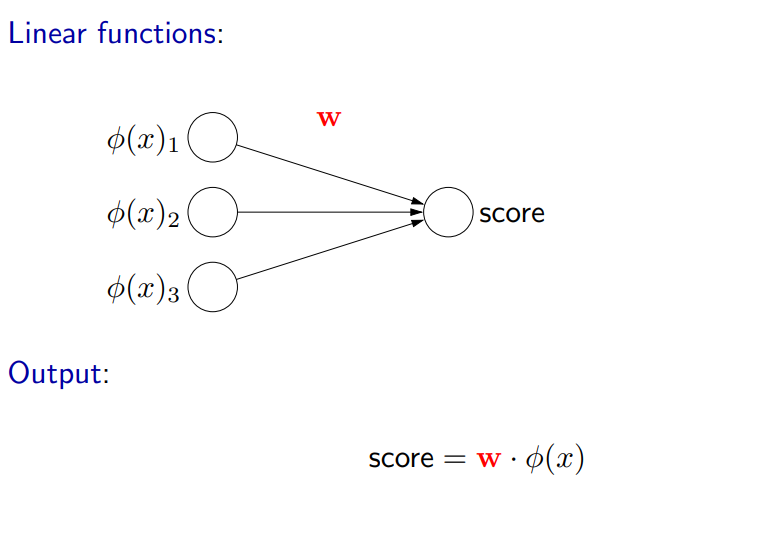 Linear functions:
w
ϕ(x)₁
ϕ(x)₂ score
ϕ(x)₃
Output:
score = w · ϕ(x)